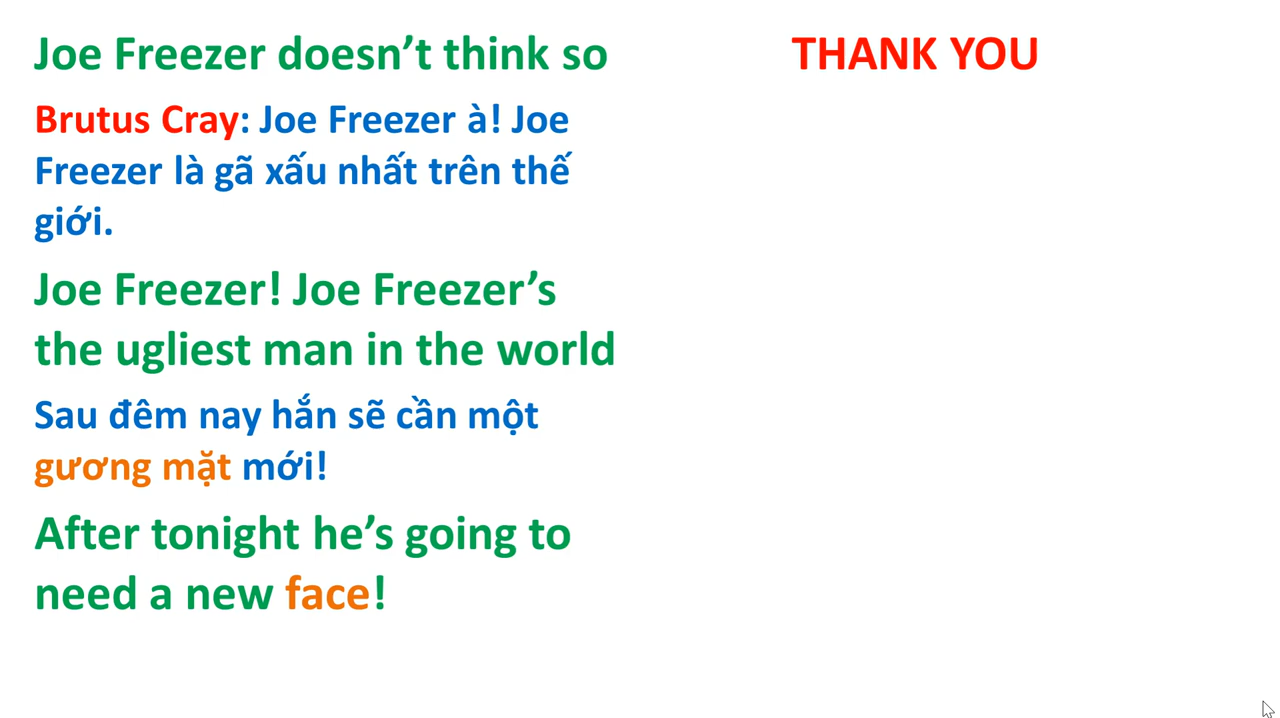 Joe Freezer doesn’t think so
Brutus Cray: Joe Freezer à! Joe
Freezer là gã xấu nhất trên thế
giới.
Joe Freezer! Joe Freezer’s
the ugliest man in the world
Sau đêm nay hắn sẽ cần một
gương mặt mới!
After tonight he’s going to
need a new face!
THANK YOU